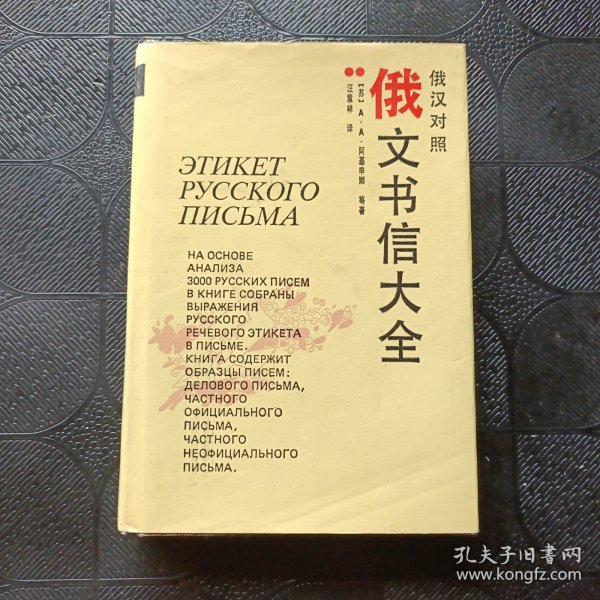 俄汉对照
俄文书信大全
[苏] A·A·阿基申娜 等著
汪嘉祥 译
ЭТИКЕТ
РУССКОГО
ПИСЬМА
НА ОСНОВЕ
АНАЛИЗА
3000 РУССКИХ ПИСЕМ
В КНИГЕ СОБРАНЫ
ВЫРАЖЕНИЯ
РУССКОГО
РЕЧЕВОГО ЭТИКЕТА
В ПИСЬМЕ.
КНИГА СОДЕРЖИТ
ОБРАЗЦЫ ПИСЕМ:
ДЕЛОВОГО ПИСЬМА,
ЧАСТНОГО
ОФИЦИАЛЬНОГО
ПИСЬМА,
ЧАСТНОГО
НЕОФИЦИАЛЬНОГО
ПИСЬМА.
孔夫子旧书网
www.kongfz.com